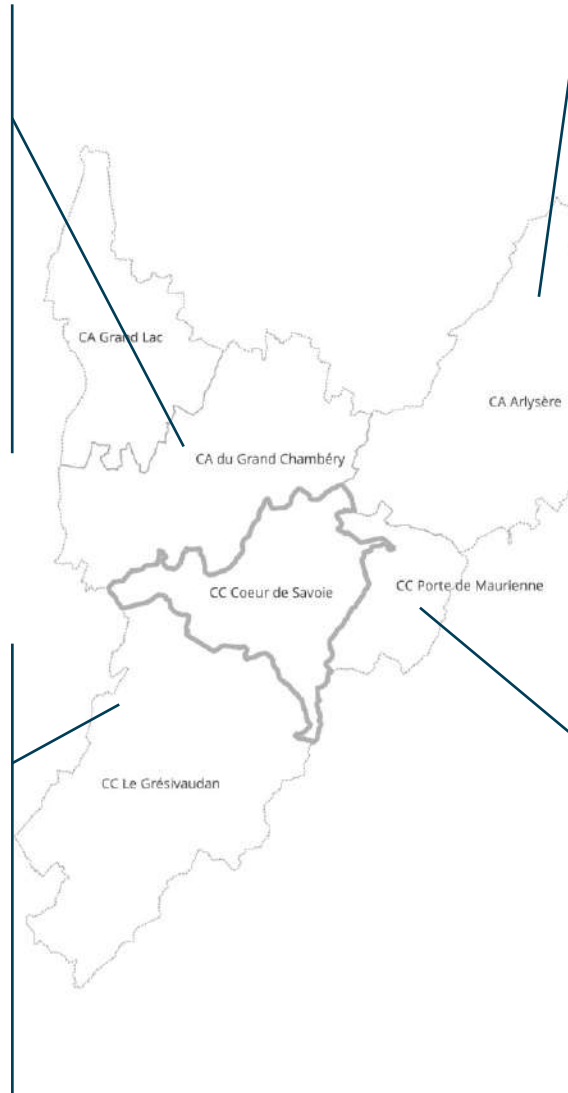 CA Grand Lac
CA Arlysère
CA du Grand Chambéry
CC Coeur de Savoie
CC Porte de Maurienne
CC Le Grésivaudan